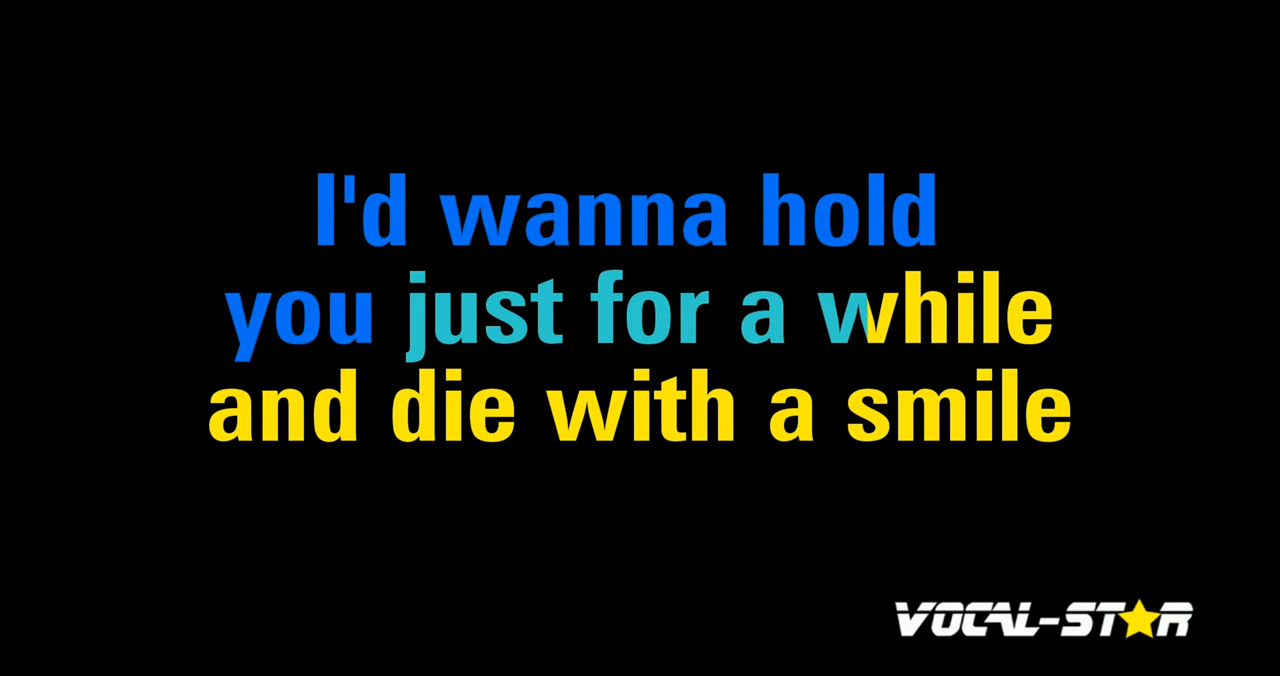 I'd wanna hold
you just for a while
and die with a smile
VOCAL-STAR